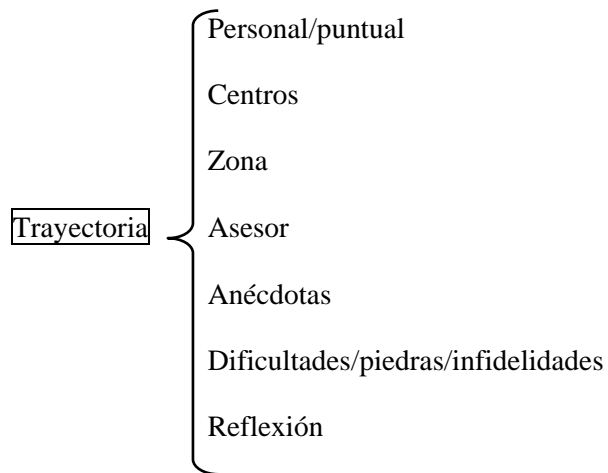 Personal/puntual
Centros
Zona
Trayectoria
Asesor
Anécdotas
Dificultades/piedras/infidelidades
Reflexión